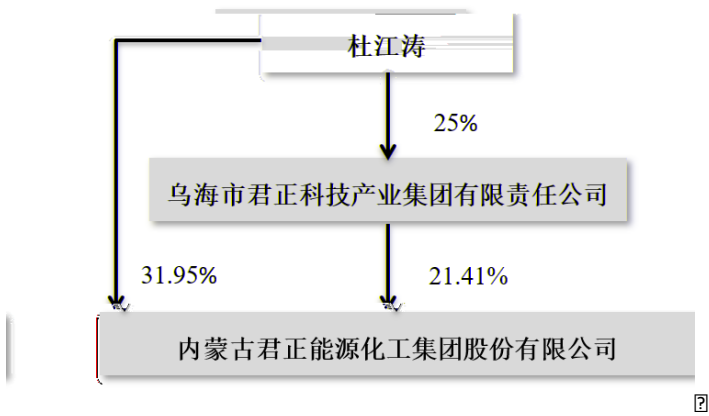 杜江涛
25%
乌海市君正科技产业集团有限责任公司
31.95%
21.41%
内蒙古君正能源化工集团股份有限公司